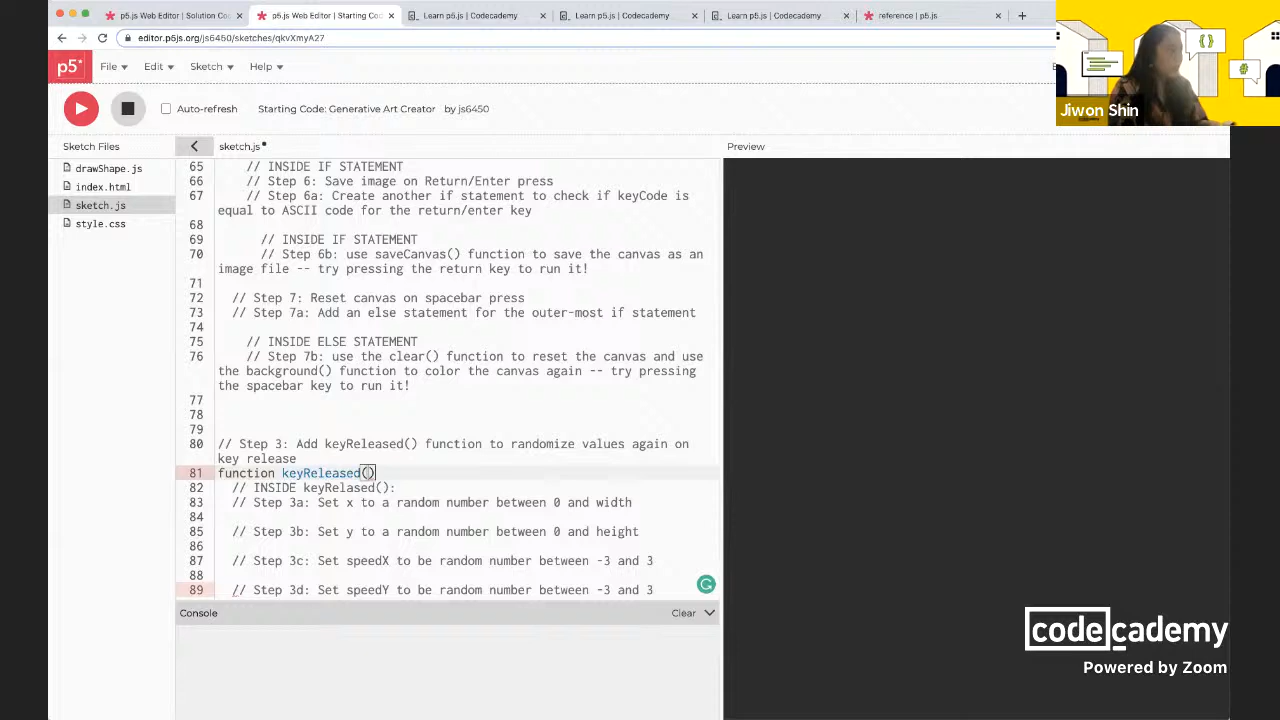 p5.js Web Editor | Solution Co
p5.js Web Editor | Starting Co
Learn p5.js | Codecademy
Learn p5.js | Codecademy
Codecademy
reference | p5.js
editor.p5js.org/js6450/sketches/qkvXmyA27
p5*
File
Edit
Sketch
Help
Auto-refresh
Starting Code: Generative Art Creator
by js6450
Jiwon Shin
Sketch Files
sketch.js
Preview
drawShape.js
index.html
sketch.js
style.css
65 // INSIDE IF STATEMENT
66 // Step 6: Save image on Return/Enter press
67 // Step 6a: Create another if statement to check if keyCode is
equal to ASCII code for the return/enter key
68
69 // INSIDE IF STATEMENT
70 // Step 6b: use saveCanvas() function to save the canvas as an
image file -- try pressing the return key to run it!
71
72 // Step 7: Reset canvas on spacebar press
73 // Step 7a: Add an else statement for the outer-most if statement
74
75 // INSIDE ELSE STATEMENT
76 // Step 7b: use the clear() function to reset the canvas and use
the background() function to color the canvas again -- try pressing
the spacebar key to run it!
77
78
79
80 // Step 3: Add keyReleased() function to randomize values again on
key release
81 function keyReleased()
82 // INSIDE keyRelased():
83 // Step 3a: Set x to a random number between 0 and width
84
85 // Step 3b: Set y to a random number between 0 and height
86
87 // Step 3c: Set speedX to be random number between -3 and 3
88
89 // Step 3d: Set speedY to be random number between -3 and 3
Console
Clear
codecademy
Powered by Zoom